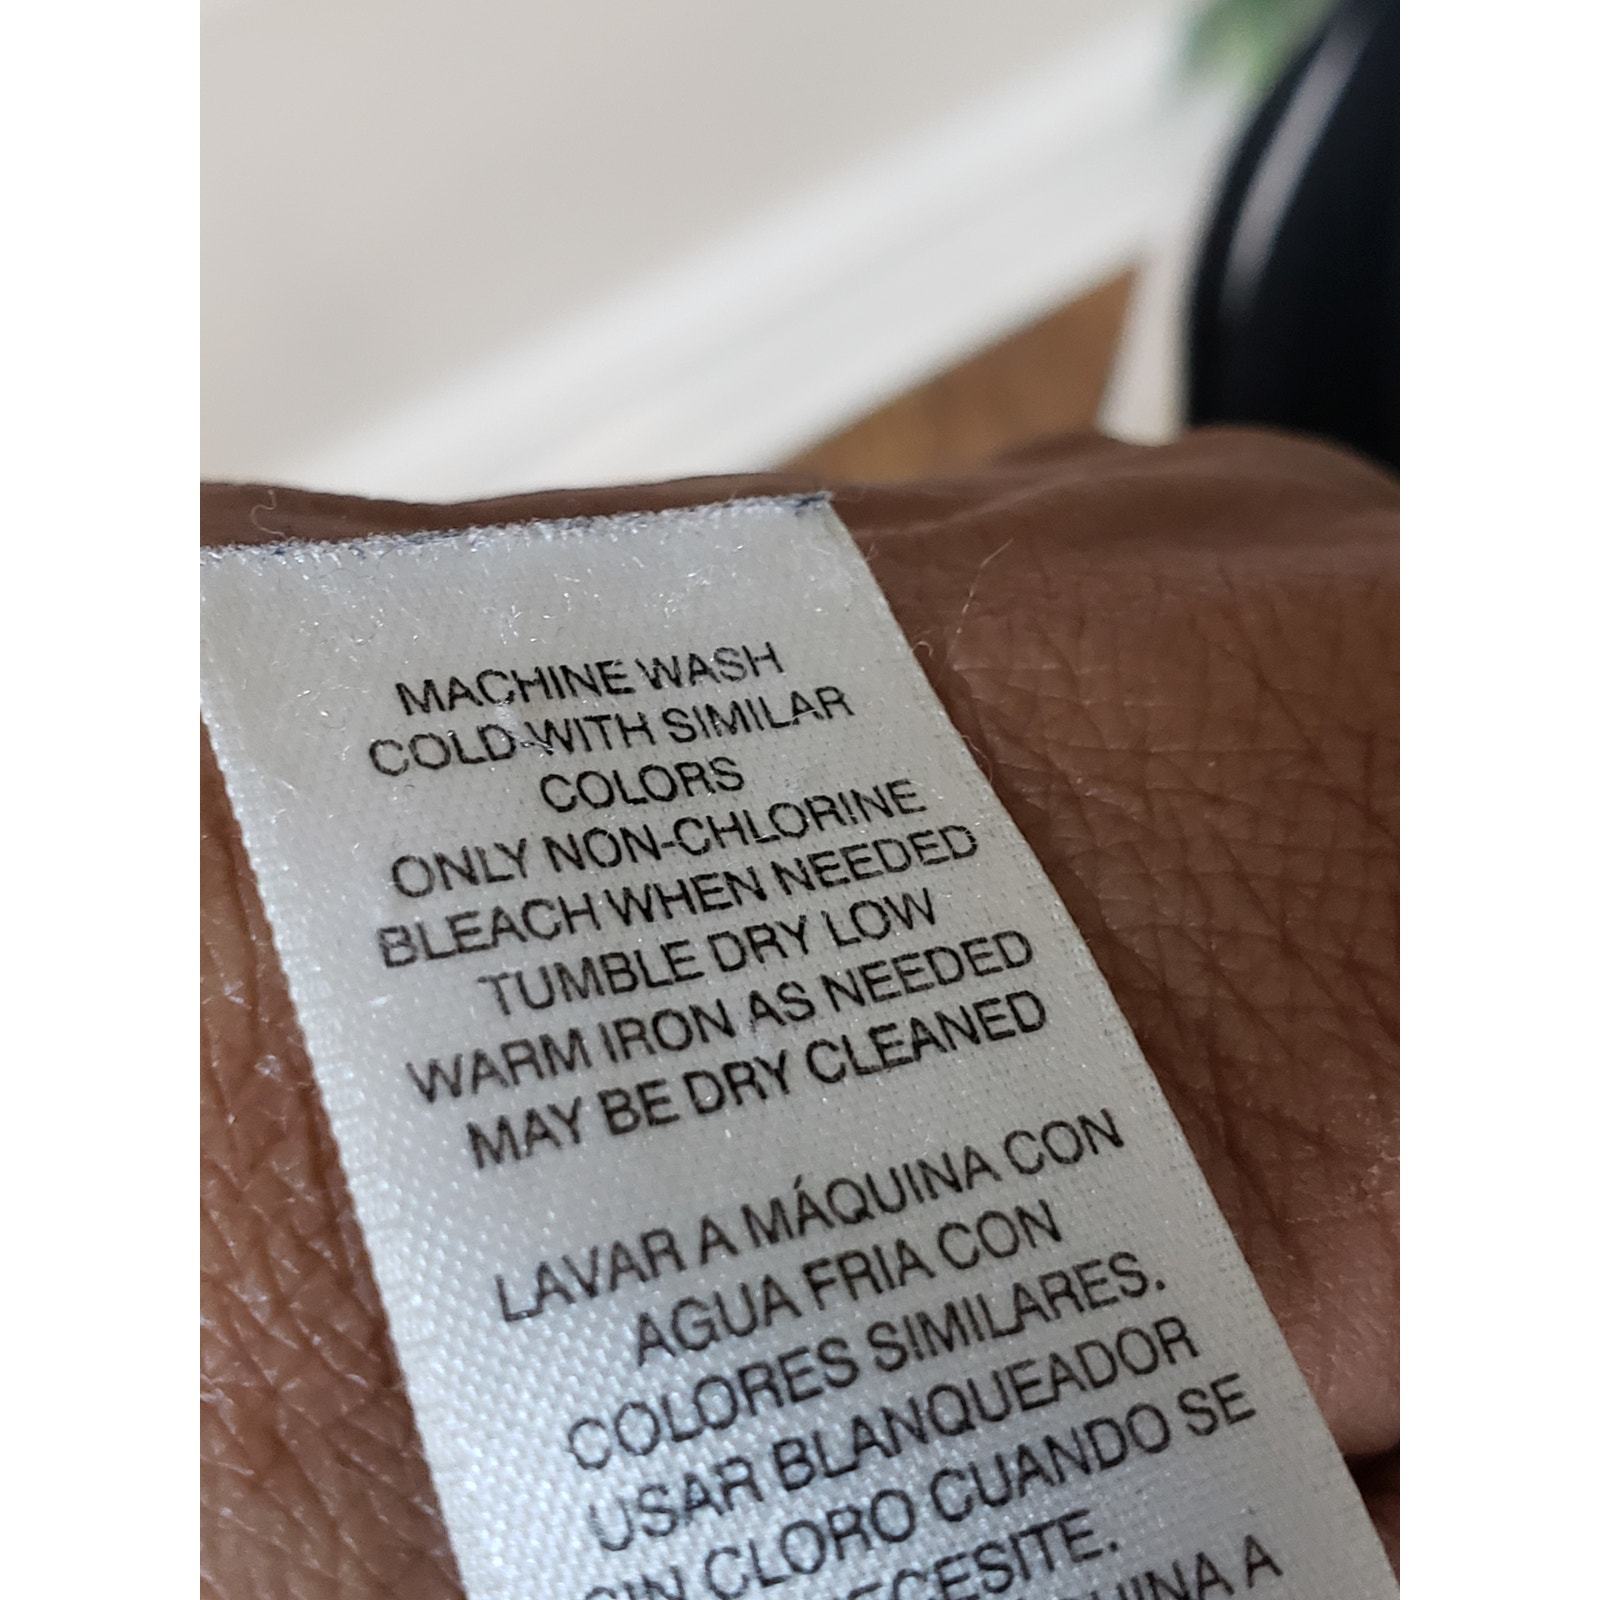 MACHINE WASH
COLD-WITH SIMILAR
COLORS
ONLY NON-CHLORINE
BLEACH WHEN NEEDED
TUMBLE DRY LOW
WARM IRON AS NEEDED
MAY BE DRY CLEANED
LAVAR A MÁQUINA CON
AGUA FRIA CON
COLORES SIMILARES.
USAR BLANQUEADOR
SIN CLORO CUANDO SE
A